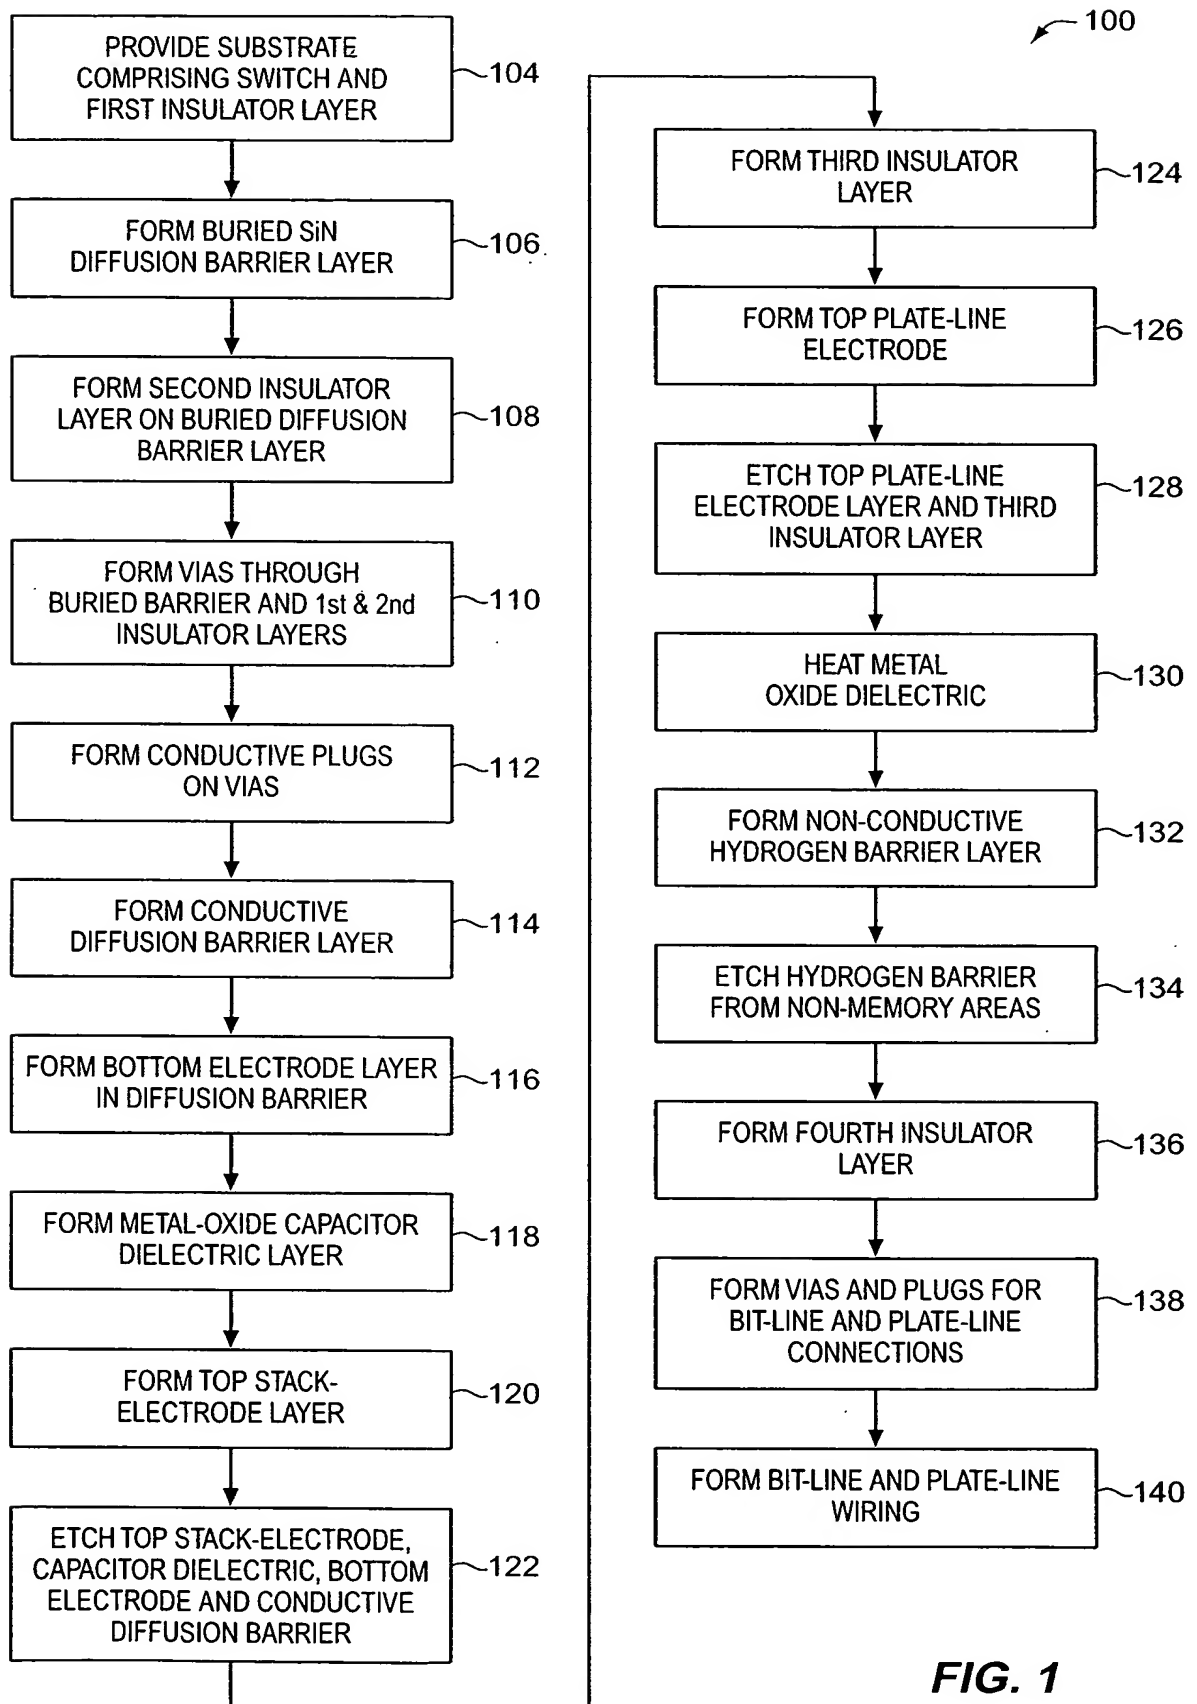 100
PROVIDE SUBSTRATE
COMPRISING SWITCH AND
FIRST INSULATOR LAYER
104
FORM BURIED SiN
DIFFUSION BARRIER LAYER
106
FORM SECOND INSULATOR
LAYER ON BURIED DIFFUSION
BARRIER LAYER
108
FORM VIAS THROUGH
BURIED BARRIER AND 1st & 2nd
INSULATOR LAYERS
110
FORM CONDUCTIVE PLUGS
ON VIAS
112
FORM CONDUCTIVE
DIFFUSION BARRIER LAYER
114
FORM BOTTOM ELECTRODE LAYER
IN DIFFUSION BARRIER
116
FORM METAL-OXIDE CAPACITOR
DIELECTRIC LAYER
118
FORM TOP STACK-
ELECTRODE LAYER
120
ETCH TOP STACK-ELECTRODE,
CAPACITOR DIELECTRIC, BOTTOM
ELECTRODE AND CONDUCTIVE
DIFFUSION BARRIER
122
FORM THIRD INSULATOR
LAYER
124
FORM TOP PLATE-LINE
ELECTRODE
126
ETCH TOP PLATE-LINE
ELECTRODE LAYER AND THIRD
INSULATOR LAYER
128
HEAT METAL
OXIDE DIELECTRIC
130
FORM NON-CONDUCTIVE
HYDROGEN BARRIER LAYER
132
ETCH HYDROGEN BARRIER
FROM NON-MEMORY AREAS
134
FORM FOURTH INSULATOR
LAYER
136
FORM VIAS AND PLUGS FOR
BIT-LINE AND PLATE-LINE
CONNECTIONS
138
FORM BIT-LINE AND PLATE-LINE
WIRING
140
FIG. 1